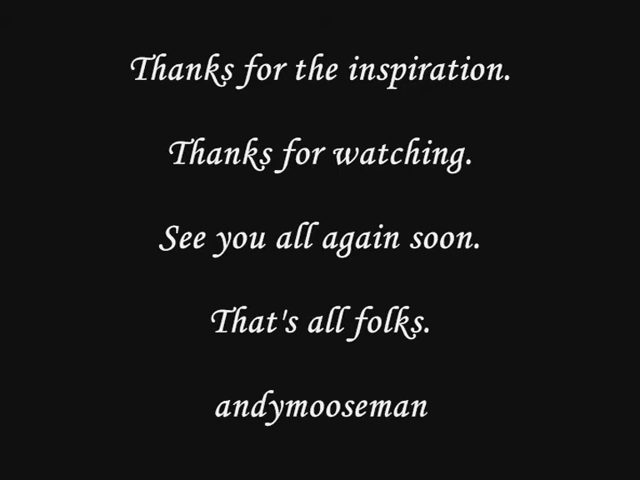 Thanks for the inspiration.
Thanks for watching.
See you all again soon.
That's all folks.
andymooseman